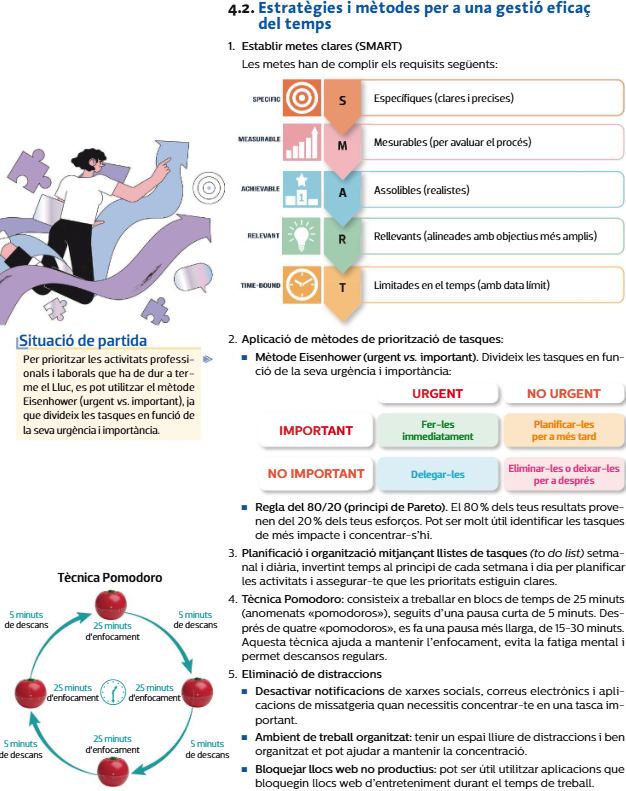 4.2. Estratègies i mètodes per a una gestió eficaç
del temps
1. Establir metes clares (SMART)
Les metes han de complir els requisits següents:
SPECIFIC
S
Específiques (clares i precises)
MEASURABLE
M
Mesurables (per avaluar el procés)
ACHIEVABLE
1
A
Assolibles (realistes)
RELEVANT
R
Rellevants (alineades amb objectius més amplis)
TIME-BOUND
T
Limitades en el temps (amb data límit)
Situació de partida
Per prioritzar les activitats professi-
onals i laborals que ha de dur a ter-
me el Lluc, es pot utilitzar el mètode
Eisenhower (urgent vs. important), ja
que divideix les tasques en funció de
la seva urgència i importància.
2. Aplicació de mètodes de priorització de tasques:
■ Mètode Eisenhower (urgent vs. important). Divideix les tasques en fun-
ció de la seva urgència i importància:
URGENT
NO URGENT
IMPORTANT
Fer-les
immediatament
Planificar-les
per a més tard
NO IMPORTANT
Delegar-les
Eliminar-les o deixar-les
per a després
■ Regla del 80/20 (principi de Pareto). El 80 % dels teus resultats prove-
nen del 20 % dels teus esforços. Pot ser molt útil identificar les tasques
de més impacte i concentrar-s'hi.
3. Planificació i organització mitjançant llistes de tasques (to do list) setma-
nal i diària, invertint temps al principi de cada setmana i dia per planificar
les activitats i assegurar-te que les prioritats estiguin clares.
4. Tècnica Pomodoro: consisteix a treballar en blocs de temps de 25 minuts
(anomenats «pomodoros»), seguits d'una pausa curta de 5 minuts. Des-
prés de quatre «pomodoros», es fa una pausa més llarga, de 15-30 minuts.
Aquesta tècnica ajuda a mantenir l'enfocament, evita la fatiga mental i
permet descansos regulars.
5. Eliminació de distraccions
■ Desactivar notificacions de xarxes socials, correus electrònics i apli-
cacions de missatgeria quan necessitis concentrar-te en una tasca im-
portant.
■ Ambient de treball organitzat: tenir un espai lliure de distraccions i ben
organitzat et pot ajudar a mantenir la concentració.
■ Bloquejar llocs web no productius: pot ser útil utilitzar aplicacions que
bloquegin llocs web d'entreteniment durant el temps de treball.
Tècnica Pomodoro
5 minuts
de descans
25 minuts
d'enfocament
5 minuts
de descans
25 minuts
d'enfocament
25 minuts
d'enfocament
5 minuts
de descans
25 minuts
d'enfocament
5 minuts
de descans